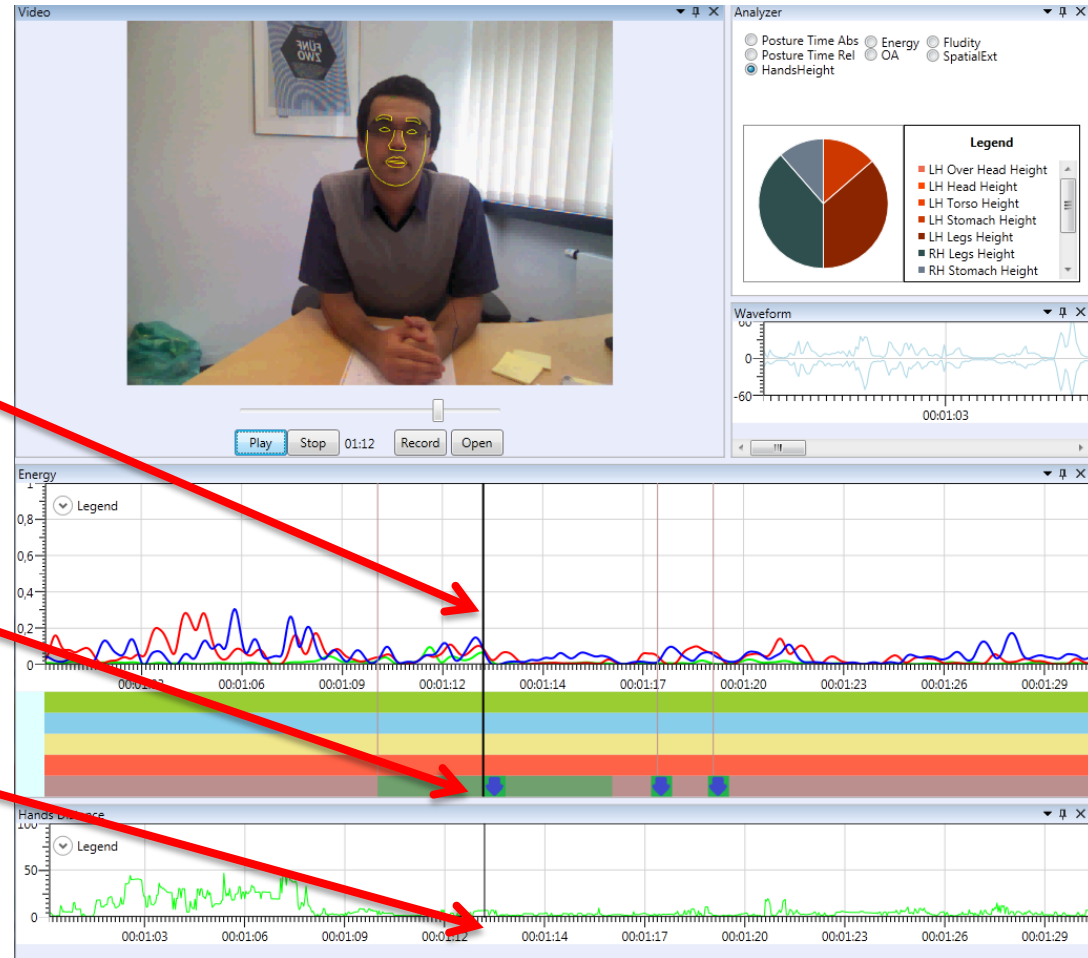 Video
FÜNF
ZWO
Play
Stop
01:12
Record
Open
Analyzer
Posture Time Abs
Energy
Fludity
Posture Time Rel
OA
SpatialExt
HandsHeight
Legend
LH Over Head Height
LH Head Height
LH Torso Height
LH Stomach Height
LH Legs Height
RH Legs Height
RH Stomach Height
Waveform
60
0
-60
00:01:03
Energy
Legend
1
0,8
0,6
0,4
0,2
0
00:01:06 00:01:09 00:01:12 00:01:14 00:01:17 00:01:20 00:01:23 00:01:26 00:01:29
Hands Distance
Legend
100
50
0
00:01:03 00:01:06 00:01:09 00:01:12 00:01:14 00:01:17 00:01:20 00:01:23 00:01:26 00:01:29